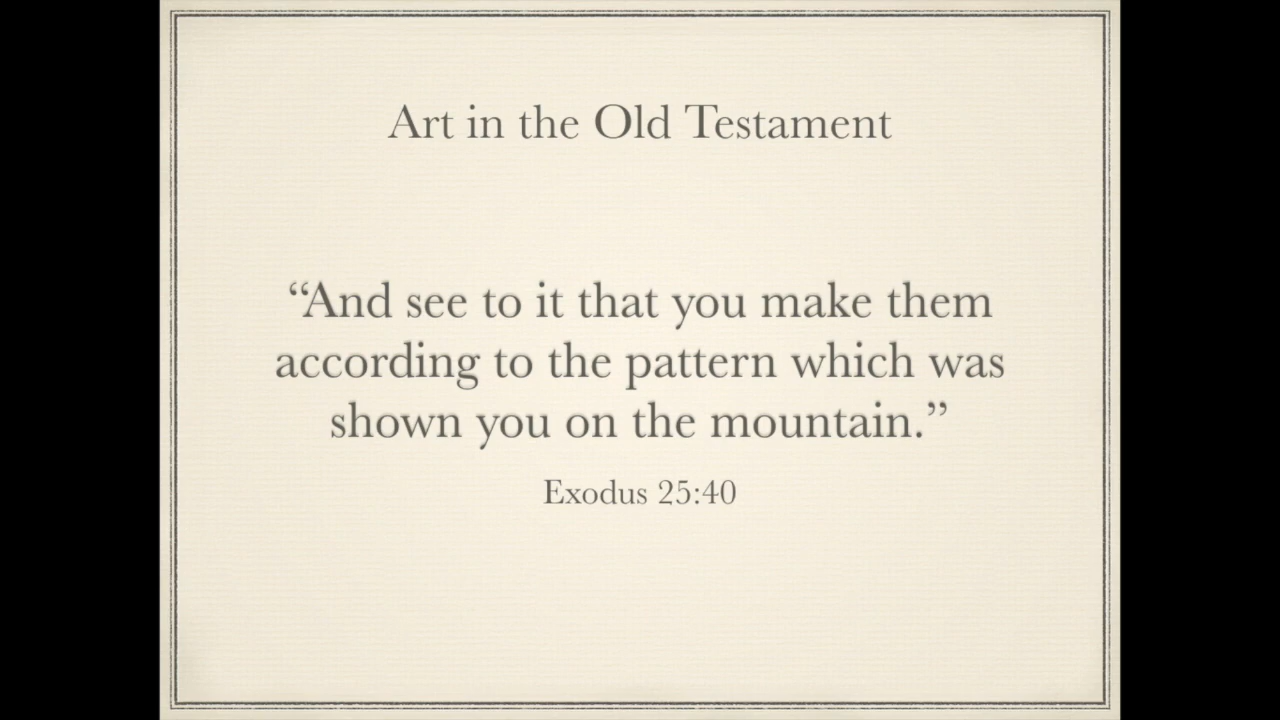 Art in the Old Testament
“And see to it that you make them
according to the pattern which was
shown you on the mountain.”
Exodus 25:40